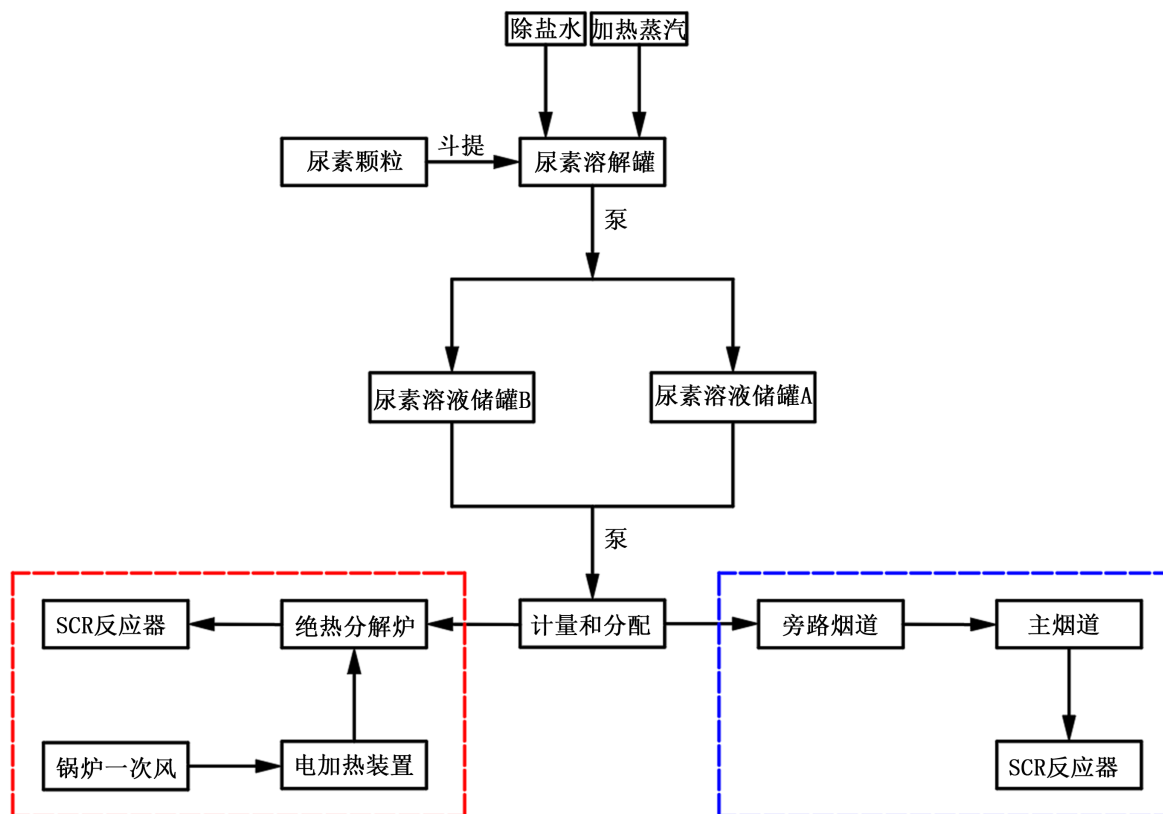 除盐水
加热蒸汽
尿素颗粒
斗提
尿素溶解罐
泵
尿素溶液储罐B
尿素溶液储罐A
泵
SCR反应器
绝热分解炉
计量和分配
旁路烟道
主烟道
锅炉一次风
电加热装置
SCR反应器